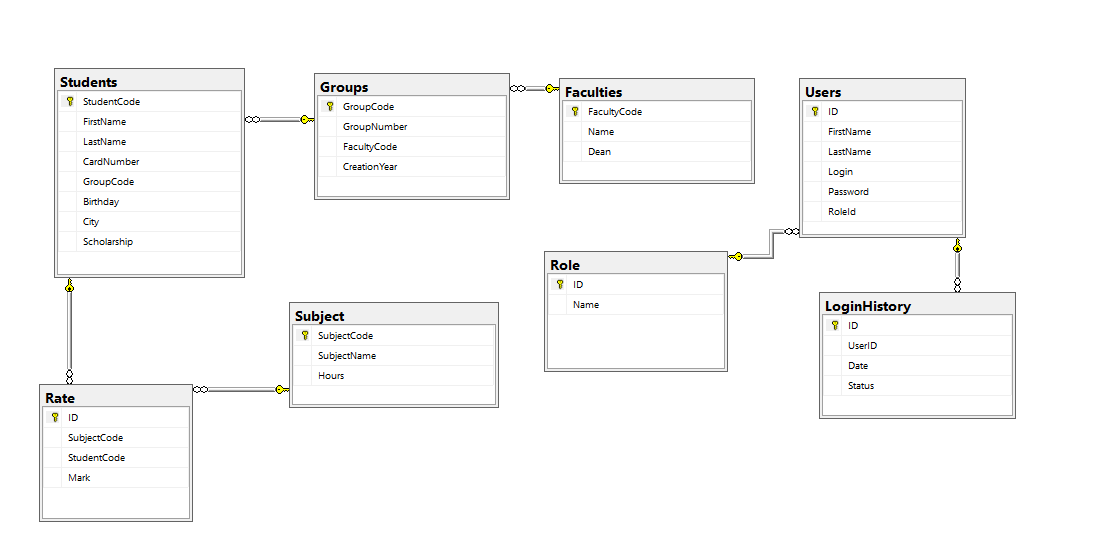 Students
StudentCode
FirstName
LastName
CardNumber
GroupCode
Birthday
City
Scholarship
Groups
GroupCode
GroupNumber
FacultyCode
CreationYear
Faculties
FacultyCode
Name
Dean
Users
ID
FirstName
LastName
Login
Password
RoleId
Role
ID
Name
Subject
SubjectCode
SubjectName
Hours
LoginHistory
ID
UserID
Date
Status
Rate
ID
SubjectCode
StudentCode
Mark